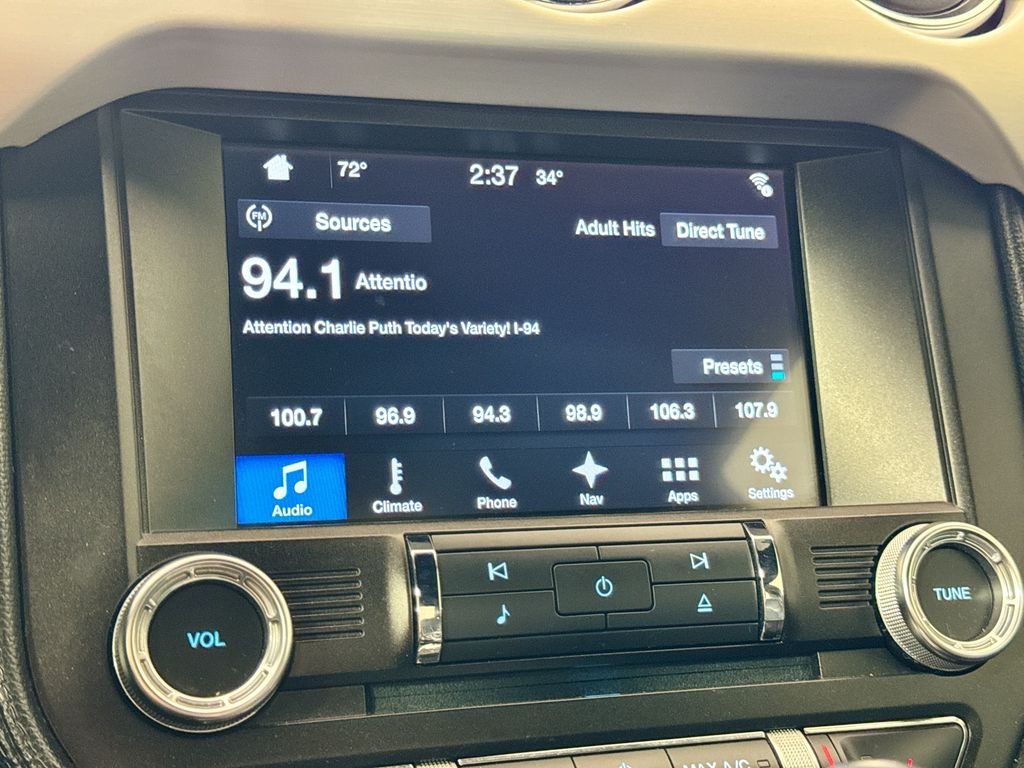 72° 2:37 34°
FM Sources Adult Hits Direct Tune
94.1 Attentio
Attention Charlie Puth Today's Variety! I-94
Presets
100.7 96.9 94.3 98.9 106.3 107.9
Audio Climate Phone Nav Apps Settings
VOL TUNE
MAX A/C